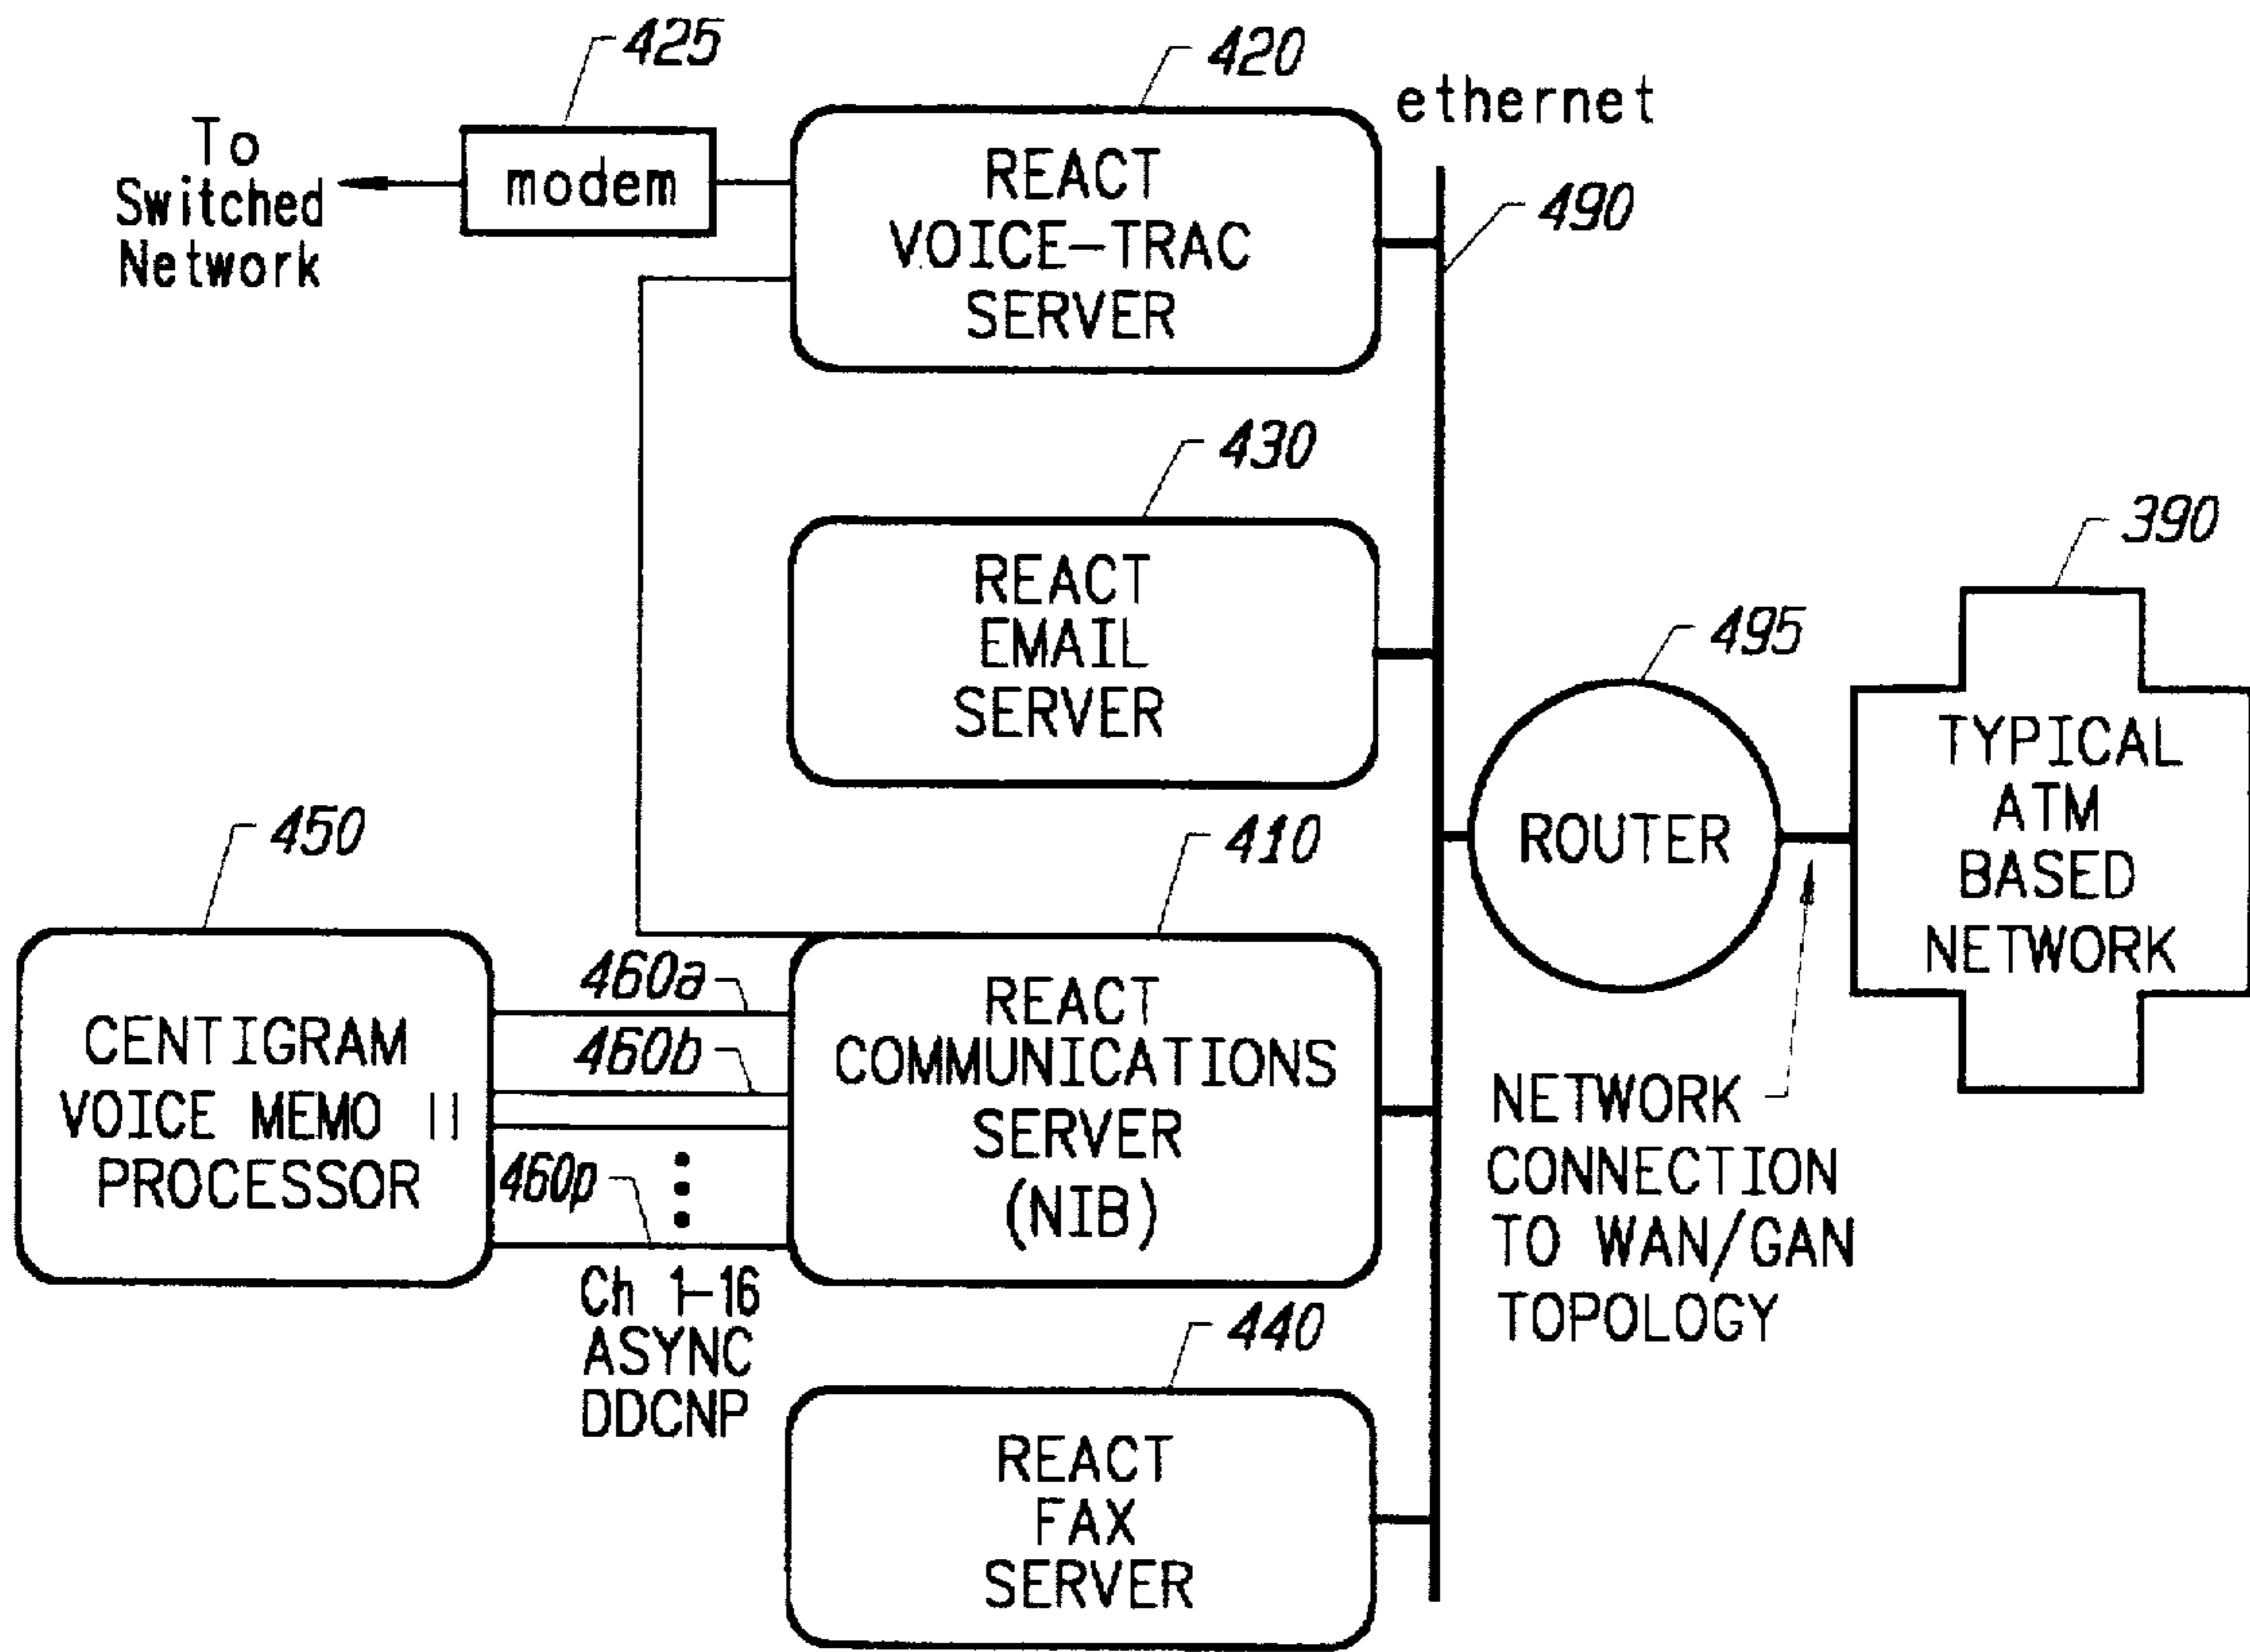 425
420
ethernet
To
Switched
Network
modem
REACT
VOICE-TRAC
SERVER
490
430
REACT
EMAIL
SERVER
390
495
TYPICAL
ATM
BASED
NETWORK
ROUTER
450
410
CENTIGRAM
VOICE MEMO II
PROCESSOR
460a
460b
460p
REACT
COMMUNICATIONS
SERVER
(NIB)
NETWORK
CONNECTION
TO WAN/GAN
TOPOLOGY
Ch 1-16
ASYNC
DDCNP
440
REACT
FAX
SERVER